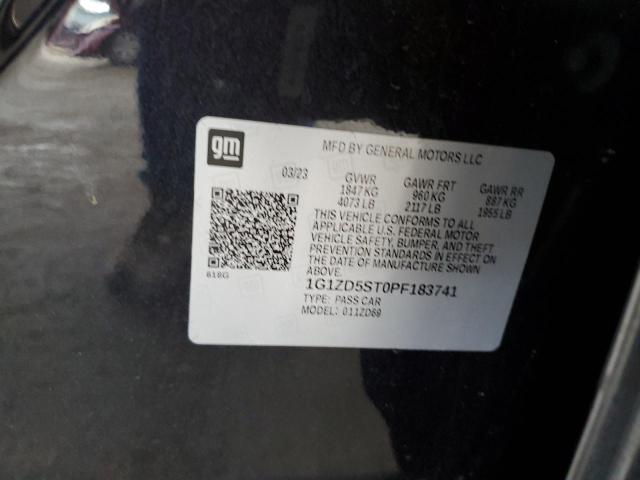 gm
MFD BY GENERAL MOTORS LLC
03/23 GVWR GAWR FRT GAWR RR
1847 KG 960 KG 887 KG
4073 LB 2117 LB 1955 LB
THIS VEHICLE CONFORMS TO ALL
APPLICABLE U.S. FEDERAL MOTOR
VEHICLE SAFETY, BUMPER, AND THEFT
PREVENTION STANDARDS IN EFFECT ON
THE DATE OF MANUFACTURE SHOWN
ABOVE.
618G
1G1ZD5ST0PF183741
TYPE: PASS CAR
MODEL: 011ZD69